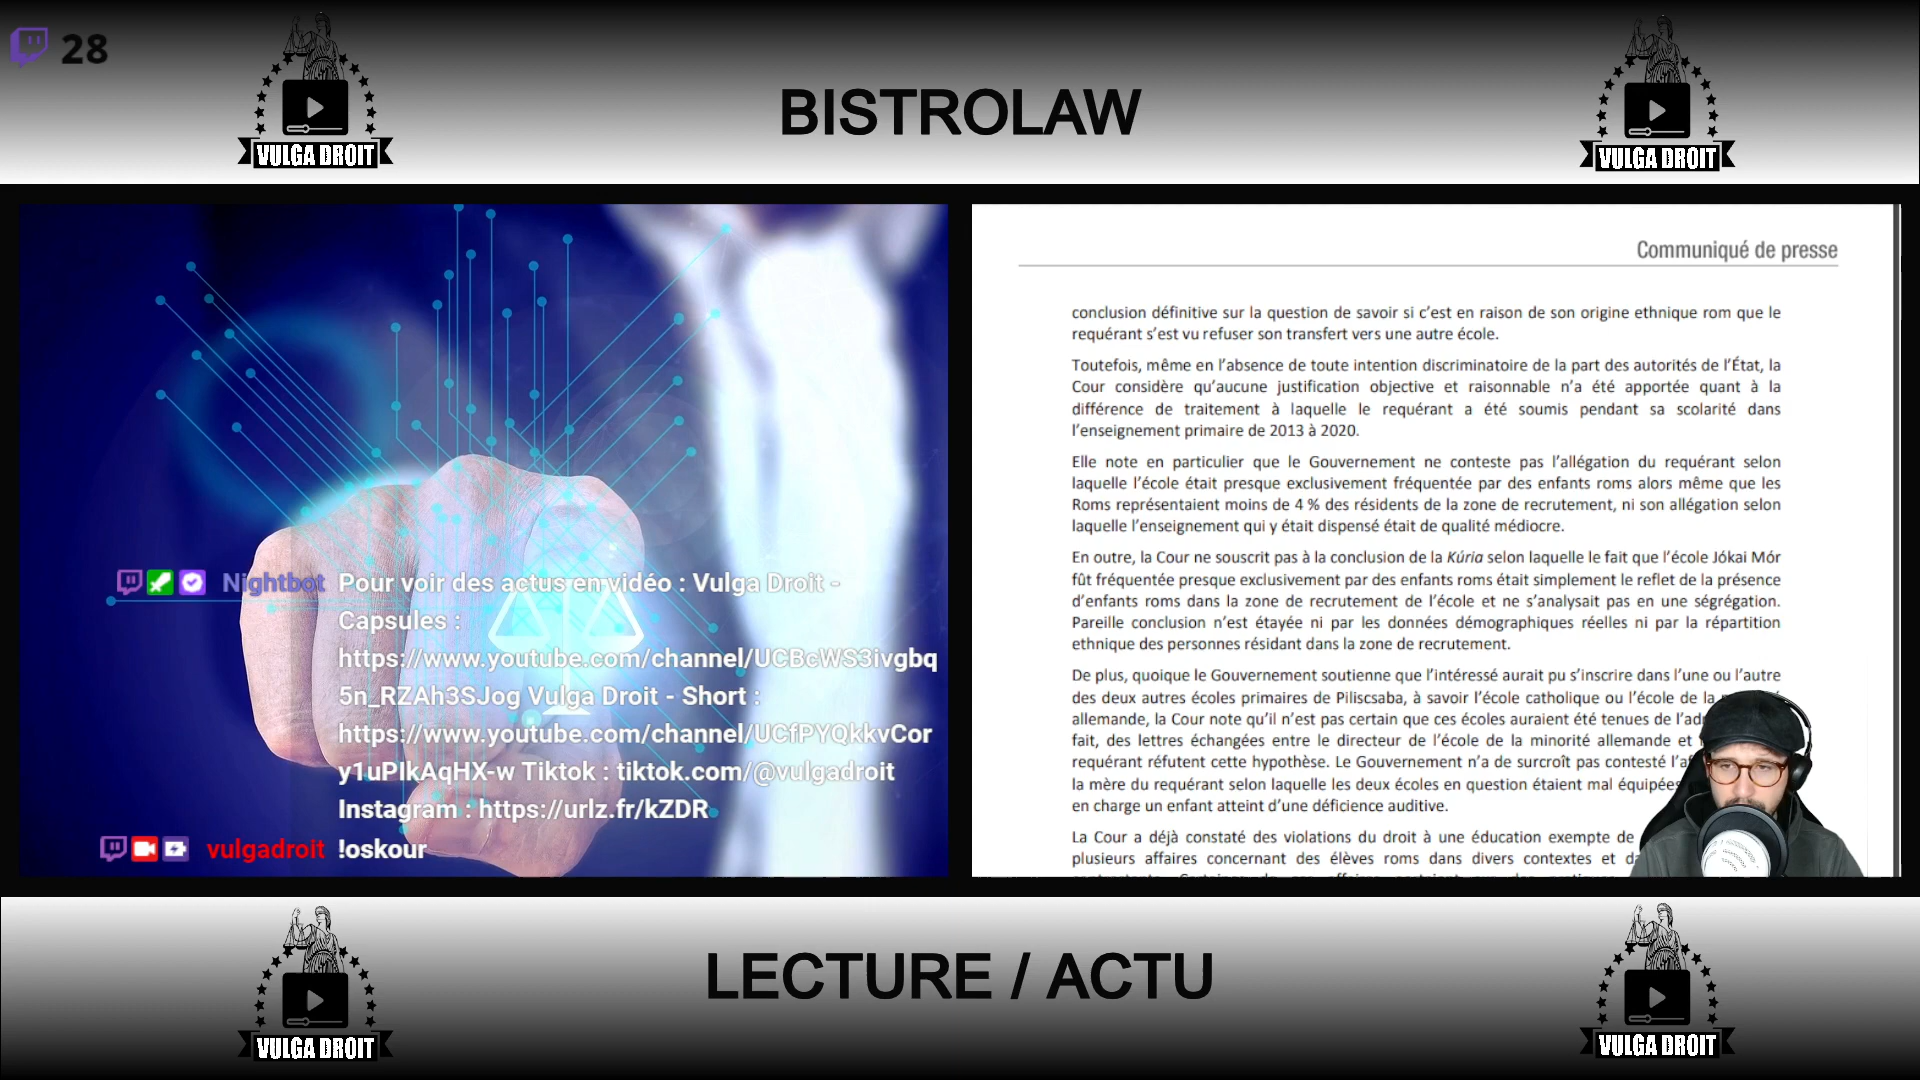 28
VULGA DROIT
BISTROLAW
VULGA DROIT
Nightbot Pour voir des actus en vidéo : Vulga Droit -
Capsules :
https://www.youtube.com/channel/UCBcWS3ivgbq
5n_RZAh3SJog Vulga Droit - Short :
https://www.youtube.com/channel/UCfPYQkkvCor
y1uPIkAqHX-w Tiktok : tiktok.com/@vulgadroit
Instagram : https://urlz.fr/kZDR
vulgadroit !oskour
Communiqué de presse
conclusion définitive sur la question de savoir si c’est en raison de son origine ethnique rom que le
requérant s’est vu refuser son transfert vers une autre école.
Toutefois, même en l’absence de toute intention discriminatoire de la part des autorités de l’État, la
Cour considère qu’aucune justification objective et raisonnable n’a été apportée quant à la
différence de traitement à laquelle le requérant a été soumis pendant sa scolarité dans
l’enseignement primaire de 2013 à 2020.
Elle note en particulier que le Gouvernement ne conteste pas l’allégation du requérant selon
laquelle l’école était presque exclusivement fréquentée par des enfants roms alors même que les
Roms représentaient moins de 4 % des résidents de la zone de recrutement, ni son allégation selon
laquelle l’enseignement qui y était dispensé était de qualité médiocre.
En outre, la Cour ne souscrit pas à la conclusion de la Kúria selon laquelle le fait que l’école Jókai Mór
fût fréquentée presque exclusivement par des enfants roms était simplement le reflet de la présence
d’enfants roms dans la zone de recrutement de l’école et ne s’analysait pas en une ségrégation.
Pareille conclusion n’est étayée ni par les données démographiques réelles ni par la répartition
ethnique des personnes résidant dans la zone de recrutement.
De plus, quoique le Gouvernement soutienne que l’intéressé aurait pu s’inscrire dans l’une ou l’autre
des deux autres écoles primaires de Piliscsaba, à savoir l’école catholique ou l’école de la
allemande, la Cour note qu’il n’est pas certain que ces écoles auraient été tenues de
fait, des lettres échangées entre le directeur de l’école de la minorité allemande et
requérant réfutent cette hypothèse. Le Gouvernement n’a de surcroît pas contesté
la mère du requérant selon laquelle les deux écoles en question étaient mal équipées
en charge un enfant atteint d’une déficience auditive.
La Cour a déjà constaté des violations du droit à une éducation exempte de
plusieurs affaires concernant des élèves roms dans divers contextes et
VULGA DROIT
LECTURE / ACTU
VULGA DROIT